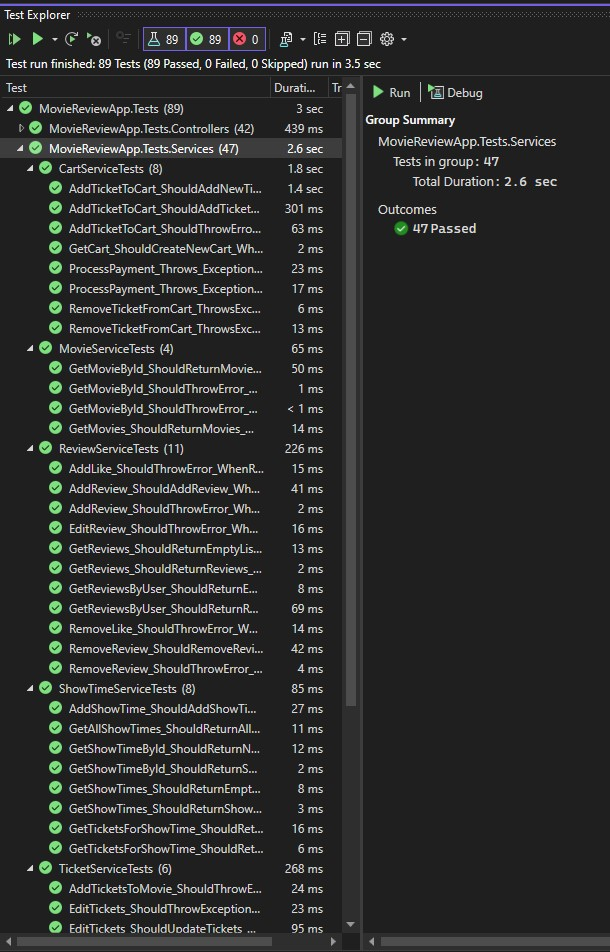 Test Explorer
89 89 0
Test run finished: 89 Tests (89 Passed, 0 Failed, 0 Skipped) run in 3.5 sec
Test Durati... Tr
MovieReviewApp.Tests (89) 3 sec
MovieReviewApp.Tests.Controllers (42) 439 ms
MovieReviewApp.Tests.Services (47) 2.6 sec
CartServiceTests (8) 1.8 sec
AddTicketToCart_ShouldAddNewTi... 1.4 sec
AddTicketToCart_ShouldAddTicket... 301 ms
AddTicketToCart_ShouldThrowErro... 63 ms
GetCart_ShouldCreateNewCart_Wh... 2 ms
ProcessPayment_Throws_Exception... 23 ms
ProcessPayment_Throws_Exception... 17 ms
RemoveTicketFromCart_ThrowsExc... 6 ms
RemoveTicketFromCart_ThrowsExc... 13 ms
MovieServiceTests (4) 65 ms
GetMovieById_ShouldReturnMovie... 50 ms
GetMovieById_ShouldThrowError_... 1 ms
GetMovieById_ShouldThrowError_... < 1 ms
GetMovies_ShouldReturnMovies_... 14 ms
ReviewServiceTests (11) 226 ms
AddLike_ShouldThrowError_WhenR... 15 ms
AddReview_ShouldAddReview_Wh... 41 ms
AddReview_ShouldThrowError_Wh... 2 ms
EditReview_ShouldThrowError_Wh... 16 ms
GetReviews_ShouldReturnEmptyLis... 13 ms
GetReviews_ShouldReturnReviews_... 2 ms
GetReviewsByUser_ShouldReturnE... 8 ms
GetReviewsByUser_ShouldReturnR... 69 ms
RemoveLike_ShouldThrowError_W... 14 ms
RemoveReview_ShouldRemoveRevi... 42 ms
RemoveReview_ShouldThrowError_... 4 ms
ShowTimeServiceTests (8) 85 ms
AddShowTime_ShouldAddShowTi... 27 ms
GetAllShowTimes_ShouldReturnAll... 11 ms
GetShowTimeById_ShouldReturnN... 12 ms
GetShowTimeById_ShouldReturnS... 2 ms
GetShowTimes_ShouldReturnEmpt... 8 ms
GetShowTimes_ShouldReturnShow... 3 ms
GetTicketsForShowTime_ShouldRet... 16 ms
GetTicketsForShowTime_ShouldRet... 6 ms
TicketServiceTests (6) 268 ms
AddTicketsToMovie_ShouldThrowE... 24 ms
EditTickets_ShouldThrowException... 23 ms
EditTickets_ShouldUpdateTickets_... 95 ms
Run Debug
Group Summary
MovieReviewApp.Tests.Services
Tests in group: 47
Total Duration: 2.6 sec
Outcomes
47 Passed